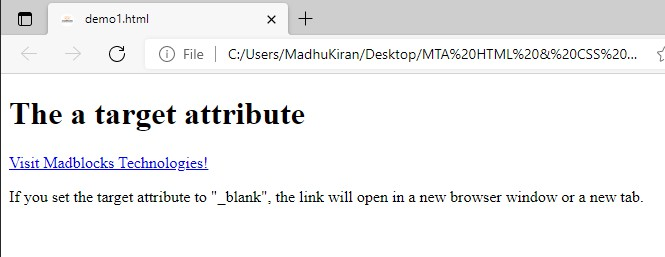 demo1.html
File | C:/Users/MadhuKiran/Desktop/MTA%20HTML%20&%20CSS%20...
The a target attribute
Visit Madblocks Technologies!
If you set the target attribute to "_blank", the link will open in a new browser window or a new tab.